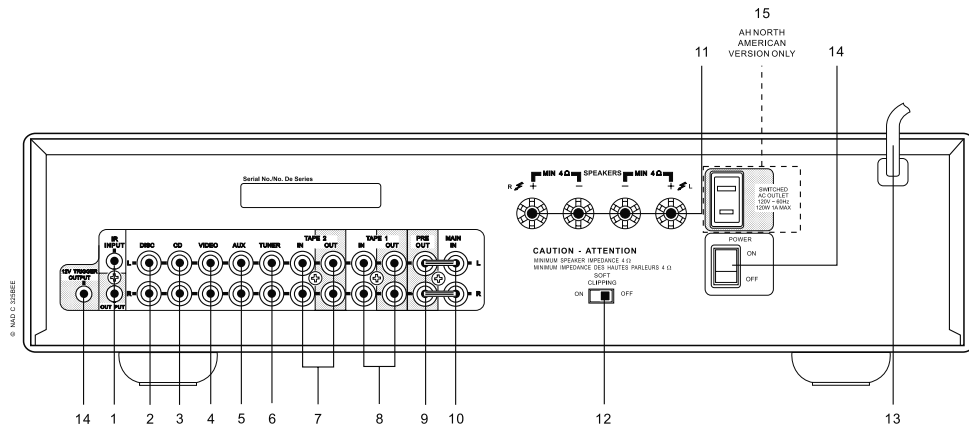 15
AH NORTH
AMERICAN
VERSION ONLY
11
14
Serial No./No. De Series
R + MIN 4Ω - SPEAKERS - MIN 4Ω + L
SWITCHED
AC OUTLET
120V ~ 60Hz
120W 1A MAX
POWER
ON
OFF
IR
INPUT
DISC
CD
VIDEO
AUX
TUNER
TAPE 2
IN OUT
TAPE 1
IN OUT
PRE
OUT
MAIN
IN
L
L
12V TRIGGER
OUTPUT
R
R
OUT PUT
CAUTION - ATTENTION
MINIMUM SPEAKER IMPEDANCE 4 Ω
MINIMUM IMPEDANCE DES HAUTES PARLEURS 4 Ω
SOFT
CLIPPING
ON OFF
© NAD C 325BEE
14 1 2 3 4 5 6 7 8 9 10 12 13